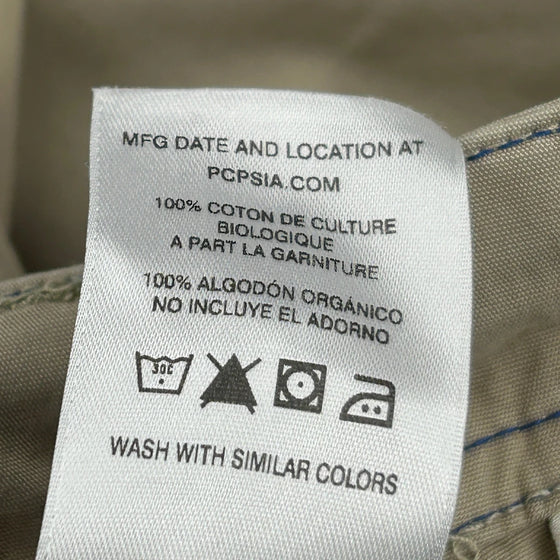 MFG DATE AND LOCATION AT
PCPSIA.COM
100% COTON DE CULTURE
BIOLOGIQUE
A PART LA GARNITURE
100% ALGODÓN ORGÁNICO
NO INCLUYE EL ADORNO
30C
WASH WITH SIMILAR COLORS